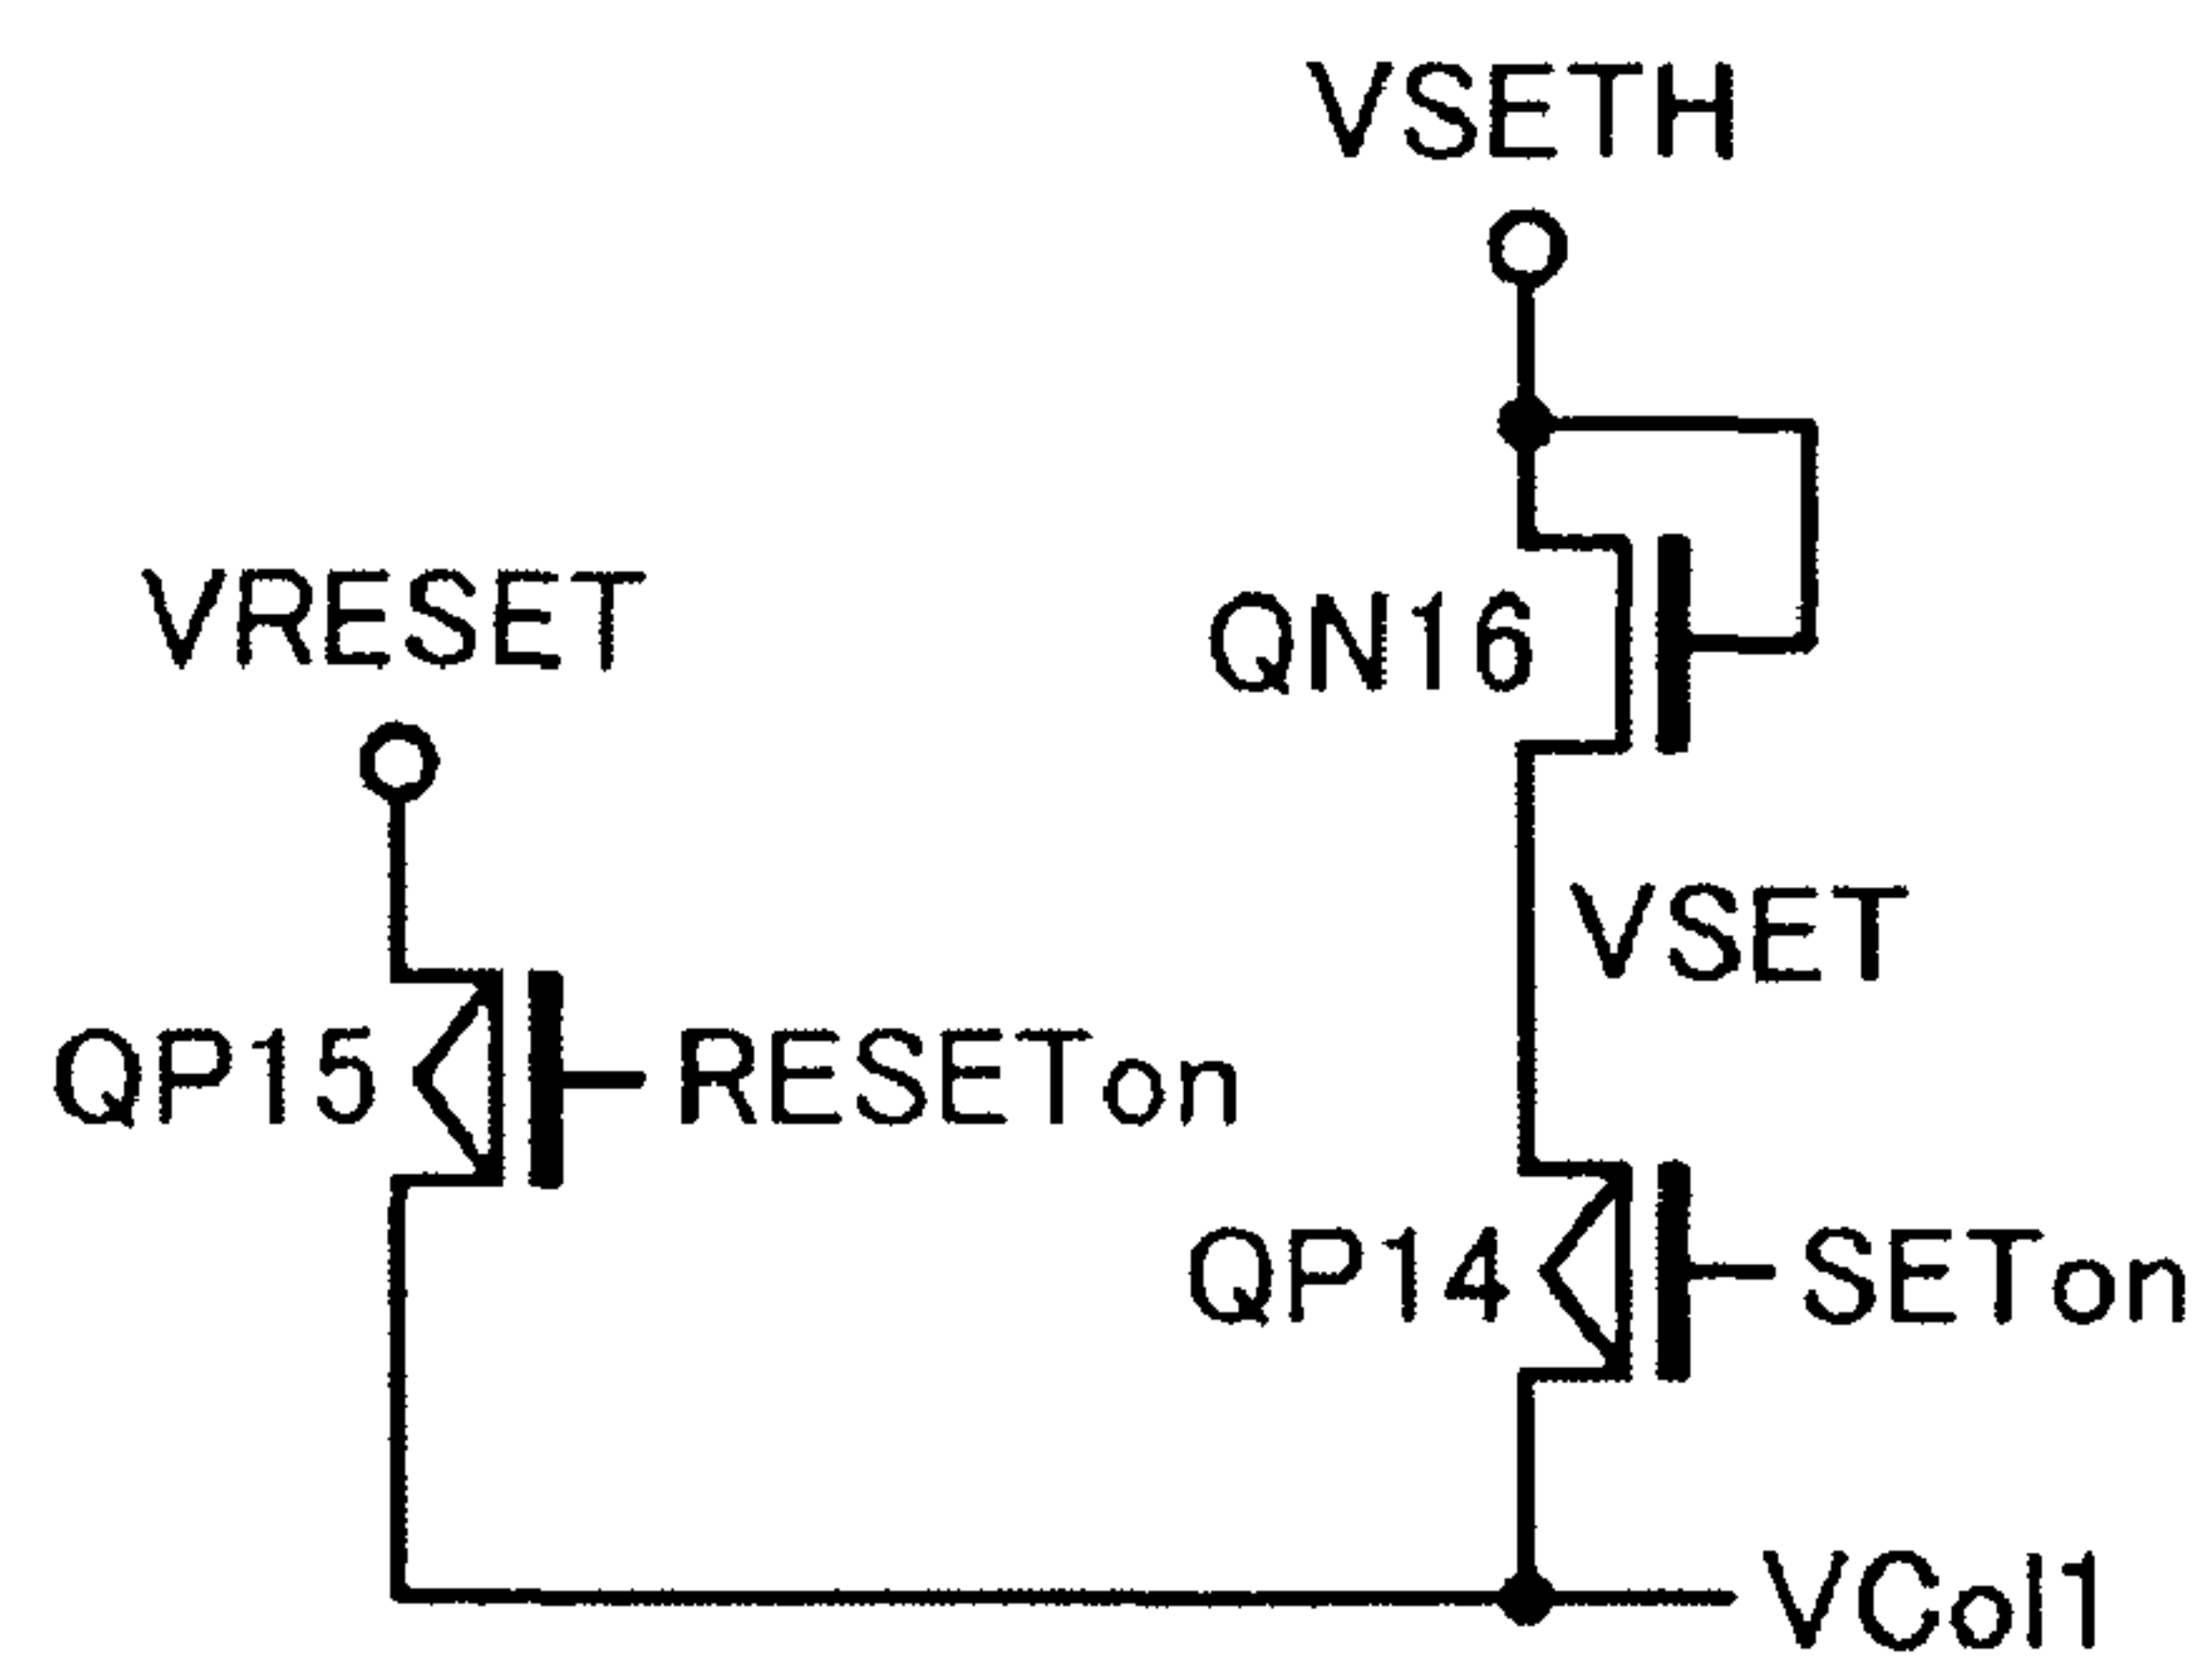 VSETH
VRESET
QN16
VSET
QP15
RESETon
QP14
SETon
VCol1